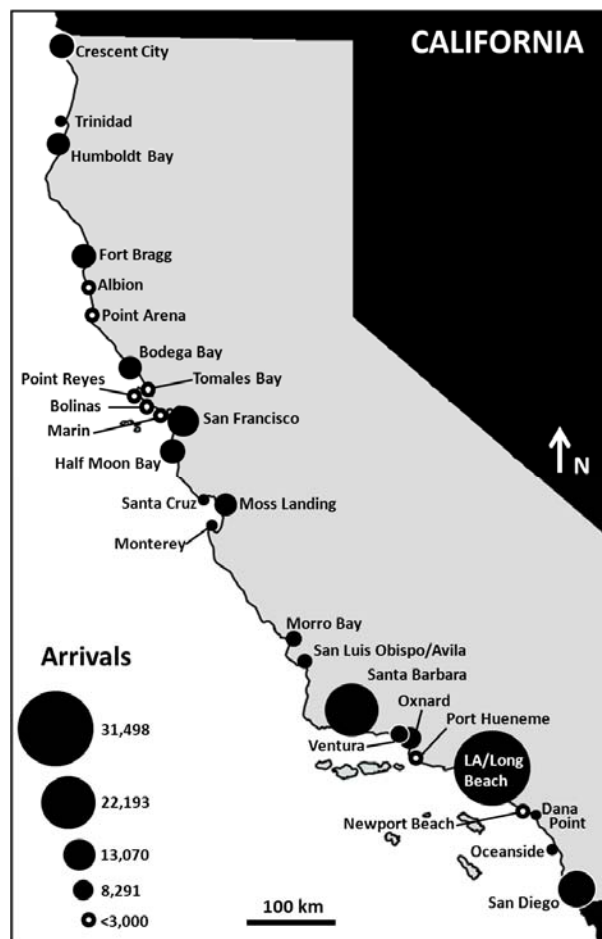 CALIFORNIA
Crescent City
Trinidad
Humboldt Bay
Fort Bragg
Albion
Point Arena
Bodega Bay
Point Reyes
Tomales Bay
Bolinas
San Francisco
Marin
Half Moon Bay
N
Santa Cruz
Moss Landing
Monterey
Morro Bay
San Luis Obispo/Avila
Santa Barbara
Oxnard
Port Hueneme
Ventura
LA/Long
Beach
Newport Beach
Dana
Point
Oceanside
San Diego
Arrivals
31,498
22,193
13,070
8,291
<3,000
100 km